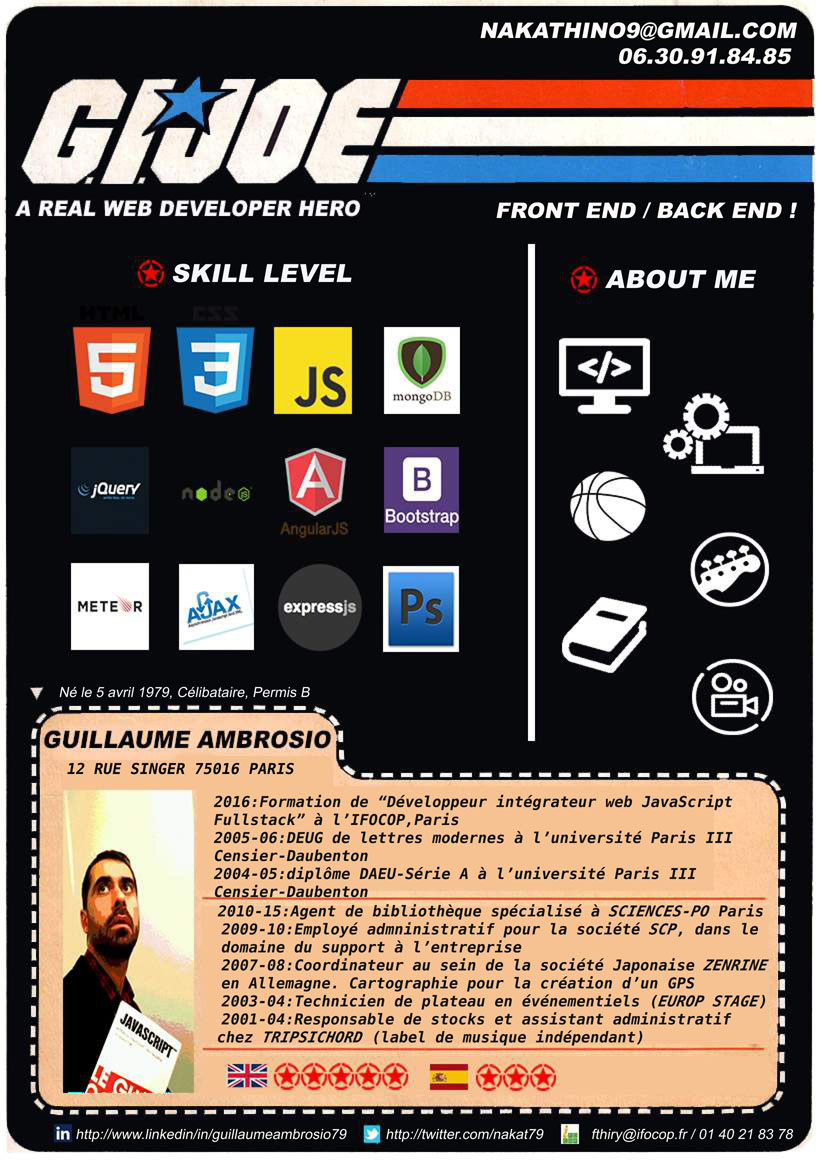 NAKATHINO9@GMAIL.COM
06.30.91.84.85
G.I.JOE
A REAL WEB DEVELOPER HERO
FRONT END / BACK END !
SKILL LEVEL
ABOUT ME
HTML CSS
5 3 JS mongoDB
</>
jQuery node JS A AngularJS B Bootstrap
METEOR AJAX expressjs Ps
Né le 5 avril 1979, Célibataire, Permis B
GUILLAUME AMBROSIO
12 RUE SINGER 75016 PARIS
2016:Formation de “Développeur intégrateur web JavaScript
Fullstack” à l’IFOCOP,Paris
2005-06:DEUG de lettres modernes à l’université Paris III
Censier-Daubenton
2004-05:diplôme DAEU-Série A à l’université Paris III
Censier-Daubenton
2010-15:Agent de bibliothèque spécialisé à SCIENCES-PO Paris
2009-10:Employé admninistratif pour la société SCP, dans le
domaine du support à l’entreprise
2007-08:Coordinateur au sein de la société Japonaise ZENRINE
en Allemagne. Cartographie pour la création d’un GPS
2003-04:Technicien de plateau en événementiels (EUROP STAGE)
2001-04:Responsable de stocks et assistant administratif
chez TRIPSICHORD (label de musique indépendant)
JAVASCRIPT
in http://www.linkedin/in/guillaumeambrosio79 http://twitter.com/nakat79 fthiry@ifocop.fr / 01 40 21 83 78